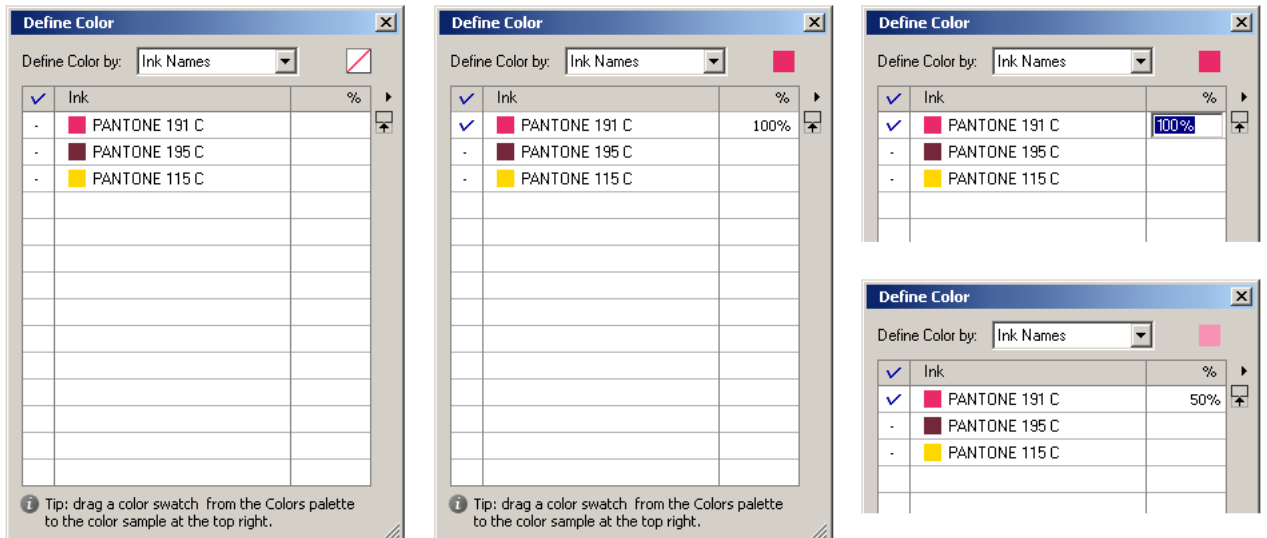 Define Color
Define Color by: Ink Names
Ink %
- PANTONE 191 C
- PANTONE 195 C
- PANTONE 115 C
Tip: drag a color swatch from the Colors palette
to the color sample at the top right.
Define Color
Define Color by: Ink Names
Ink %
PANTONE 191 C 100%
- PANTONE 195 C
- PANTONE 115 C
Tip: drag a color swatch from the Colors palette
to the color sample at the top right.
Define Color
Define Color by: Ink Names
Ink %
PANTONE 191 C 100%
- PANTONE 195 C
- PANTONE 115 C
Define Color
Define Color by: Ink Names
Ink %
PANTONE 191 C 50%
- PANTONE 195 C
- PANTONE 115 C